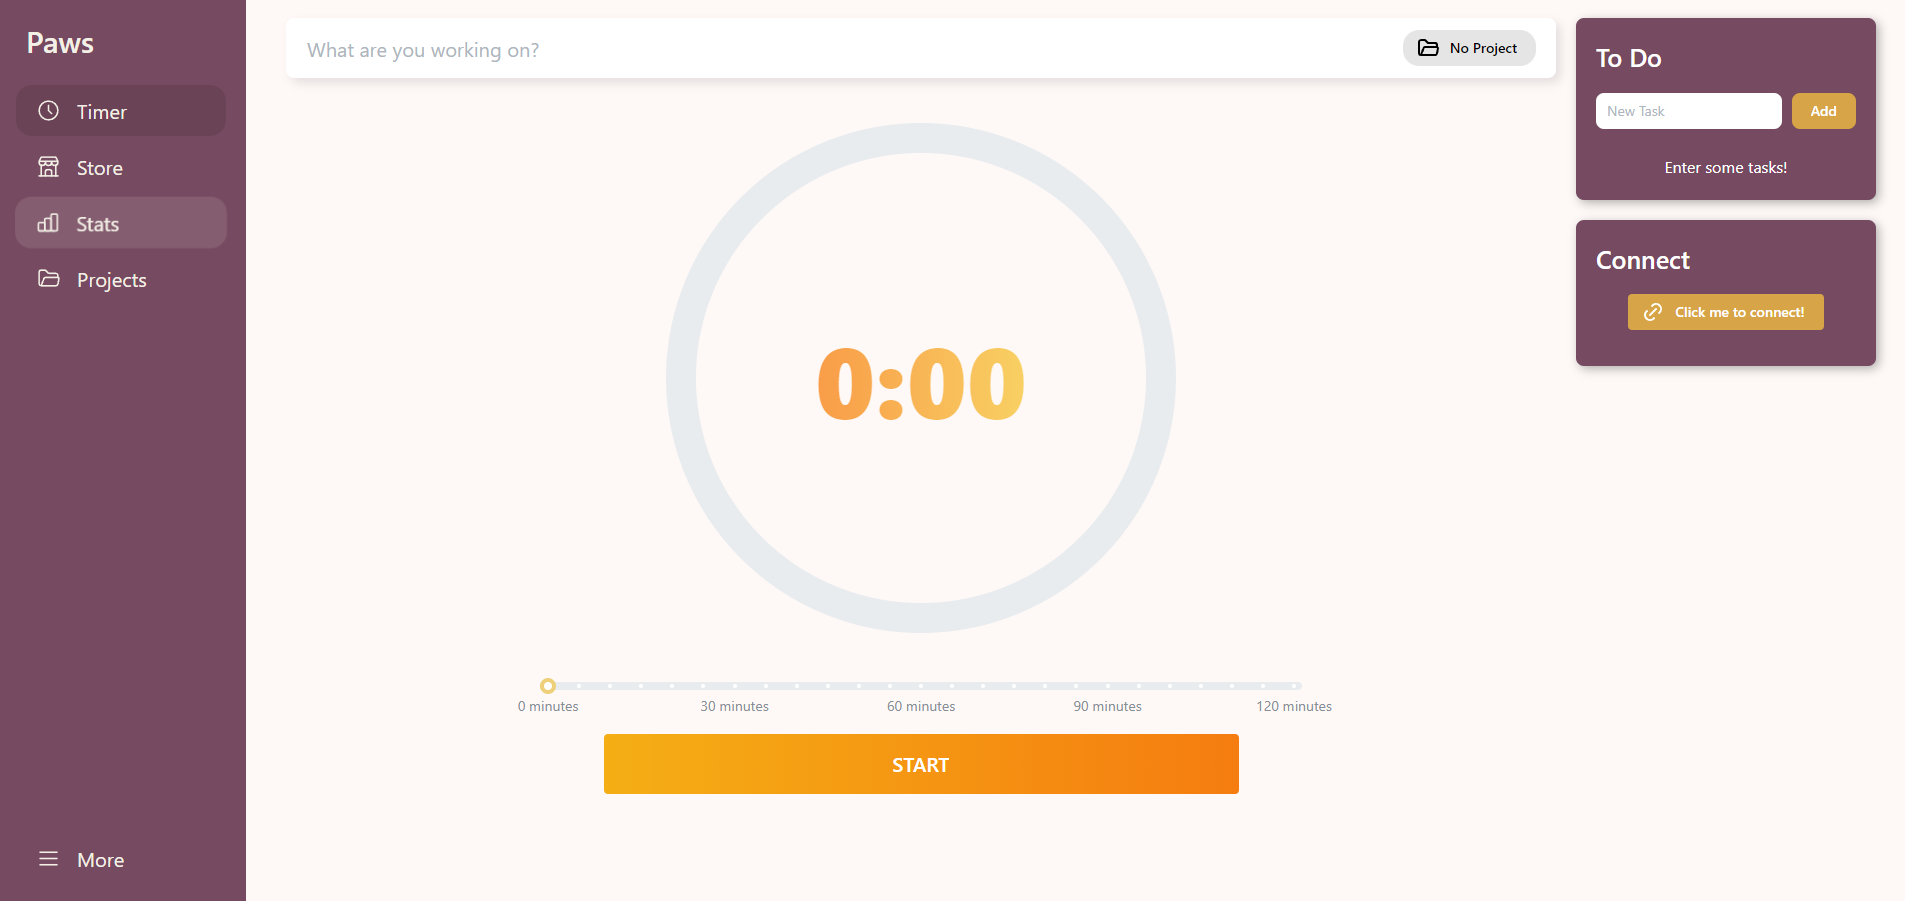 Paws
Timer
Store
Stats
Projects
More
What are you working on?
No Project
0:00
0 minutes
30 minutes
60 minutes
90 minutes
120 minutes
START
To Do
New Task
Add
Enter some tasks!
Connect
Click me to connect!